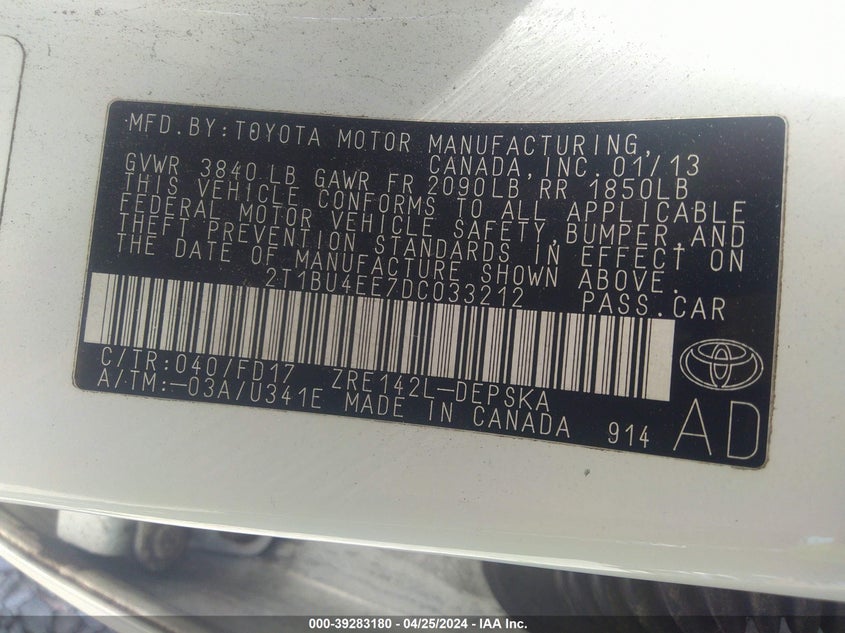 MFD.BY:TOYOTA MOTOR MANUFACTURING,
CANADA,INC. 01/13
GVWR 3840 LB GAWR FR 2090LB RR 1850LB
THIS VEHICLE CONFORMS TO ALL APPLICABLE
FEDERAL MOTOR VEHICLE SAFETY,BUMPER,AND
THEFT PREVENTION STANDARDS IN EFFECT ON
THE DATE OF MANUFACTURE SHOWN ABOVE.
2T1BU4EE7DC033212 PASS.CAR
C/TR:040/FD17 ZRE142L-DEPSKA
A/TM:-03A/U341E MADE IN CANADA 914
AD
000-39283180 - 04/25/2024 - IAA Inc.